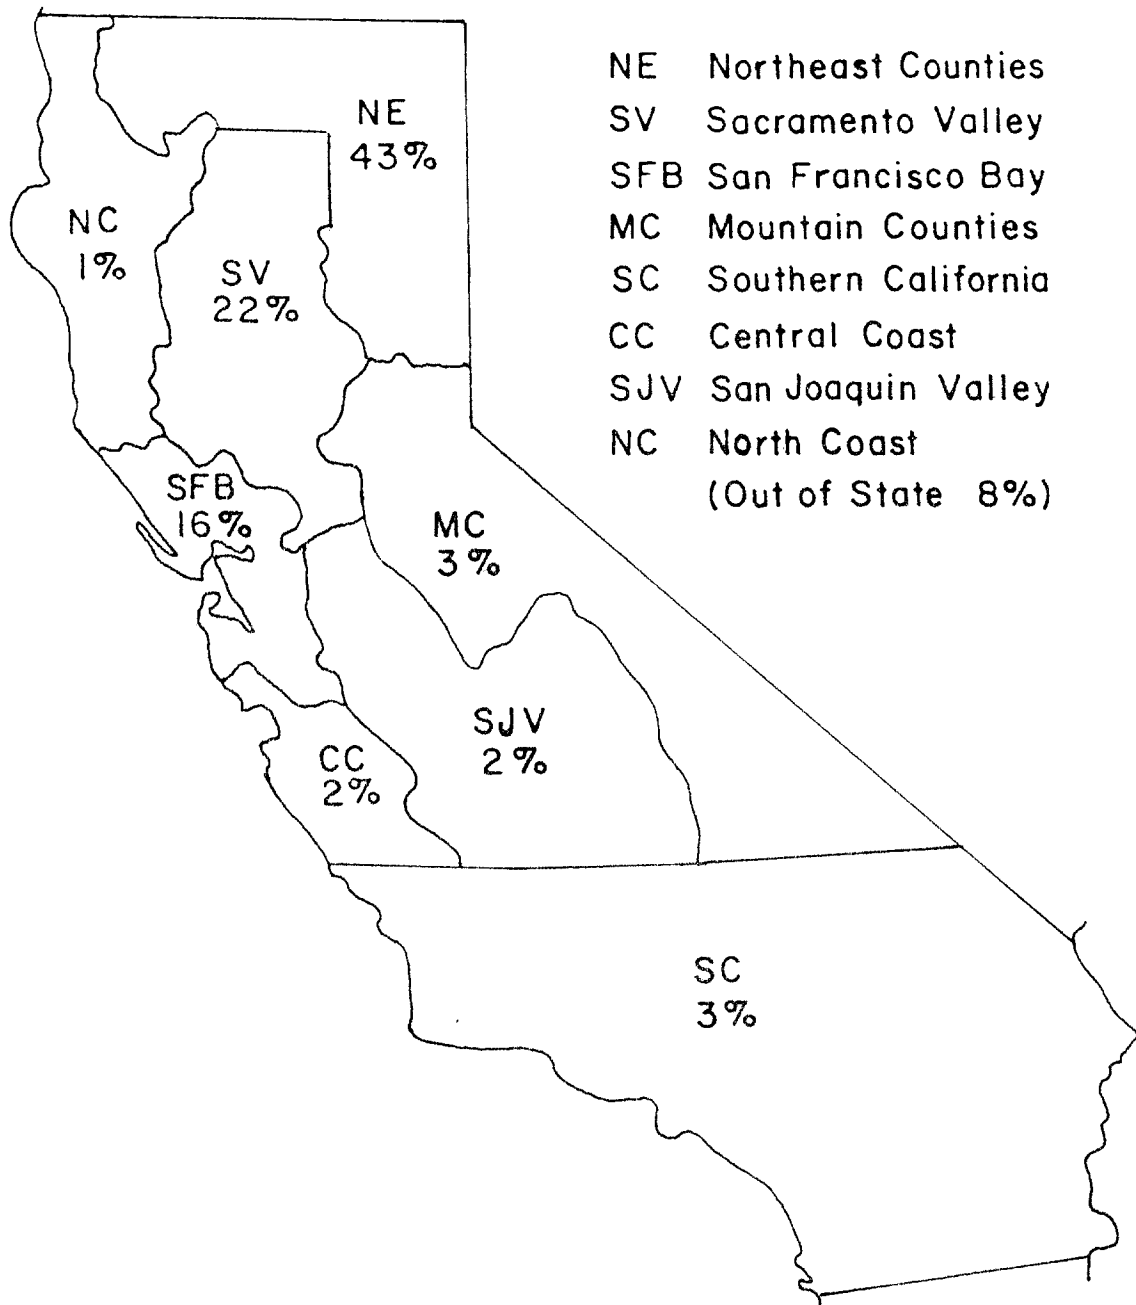 NE Northeast Counties
SV Sacramento Valley
SFB San Francisco Bay
MC Mountain Counties
SC Southern California
CC Central Coast
SJV San Joaquin Valley
NC North Coast
(Out of State 8%)
NE
43%
NC
1%
SV
22%
SFB
16%
MC
3%
SJV
2%
CC
2%
SC
3%